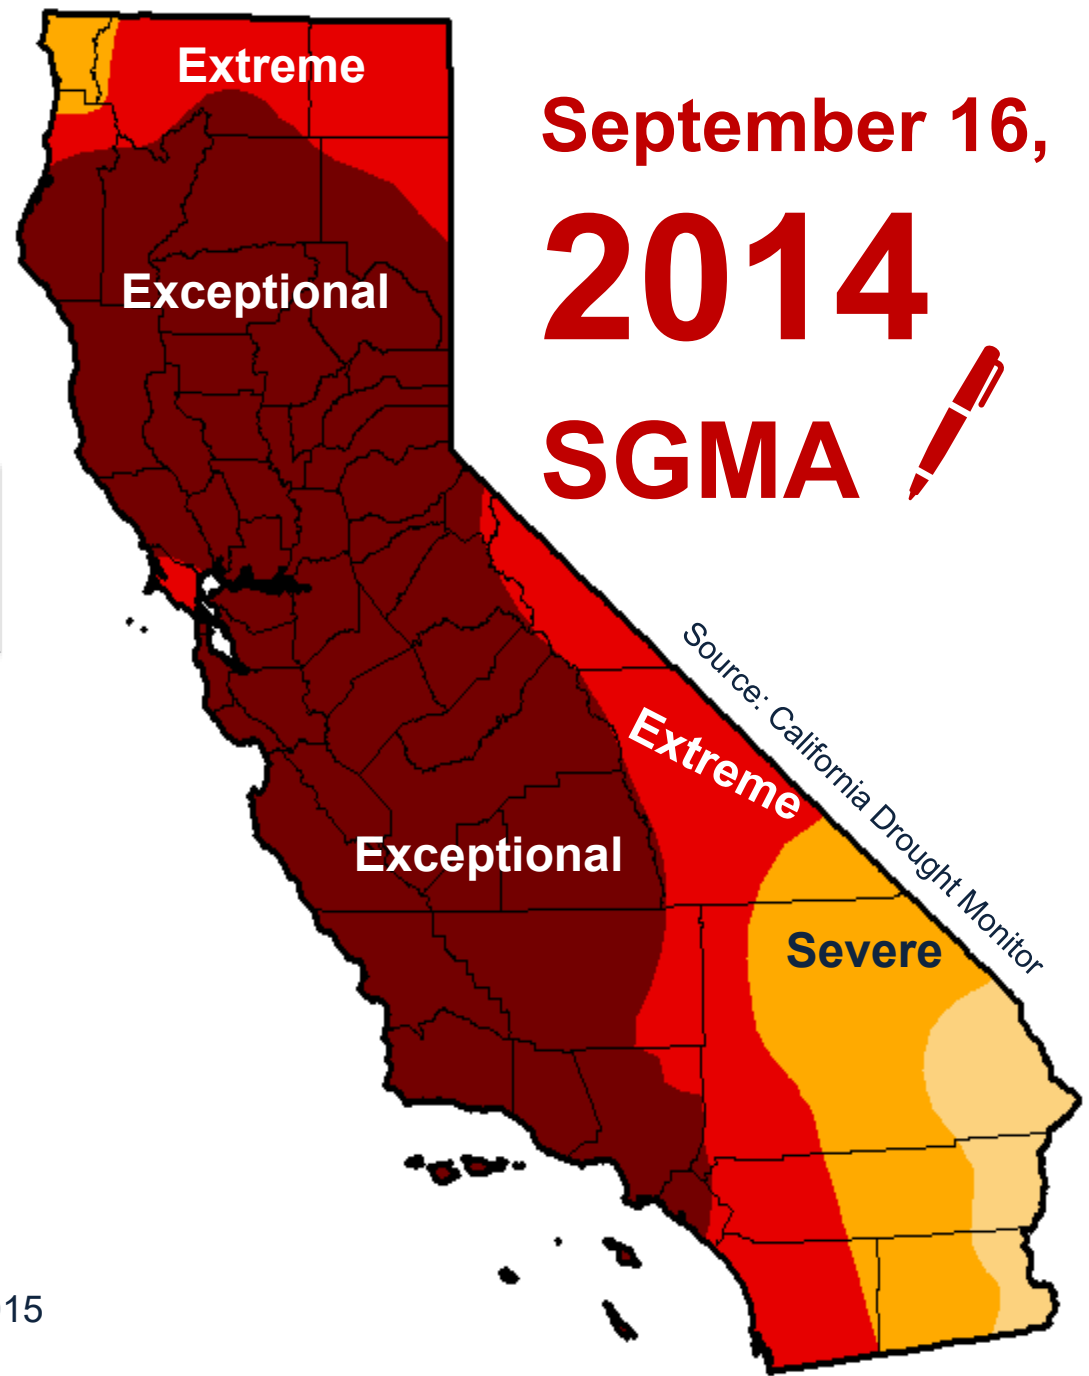 Extreme
September 16,
2014
Exceptional
SGMA
Source: California Drought Monitor
Extreme
Exceptional
Severe
15